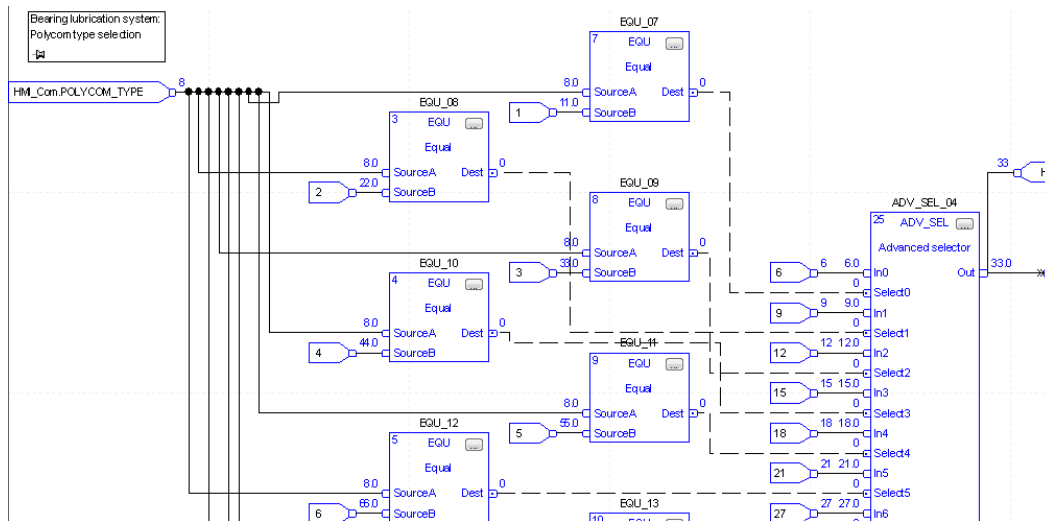 Bearing lubrication system:
Polycom type selection
HMI_Com.POLYCOM_TYPE
8
EQU_07
7
EQU
...
Equal
8.0
SourceA
Dest
0
1
11.0
SourceB
EQU_08
3
EQU
...
Equal
8.0
SourceA
Dest
0
2
22.0
SourceB
EQU_09
8
EQU
...
Equal
8.0
SourceA
Dest
0
3
33.0
SourceB
EQU_10
4
EQU
...
Equal
8.0
SourceA
Dest
0
4
44.0
SourceB
EQU_11
9
EQU
...
Equal
8.0
SourceA
Dest
0
5
55.0
SourceB
EQU_12
5
EQU
...
Equal
8.0
SourceA
Dest
0
6
66.0
SourceB
EQU_13
10
EQU
ADV_SEL_04
25
ADV_SEL
...
Advanced selector
6
6
6.0
In0
Out
33.0
33
H
0
Select0
9
9
9.0
In1
0
Select1
12
12
12.0
In2
0
Select2
15
15
15.0
In3
0
Select3
18
18
18.0
In4
0
Select4
21
21
21.0
In5
0
Select5
27
27
27.0
In6
0